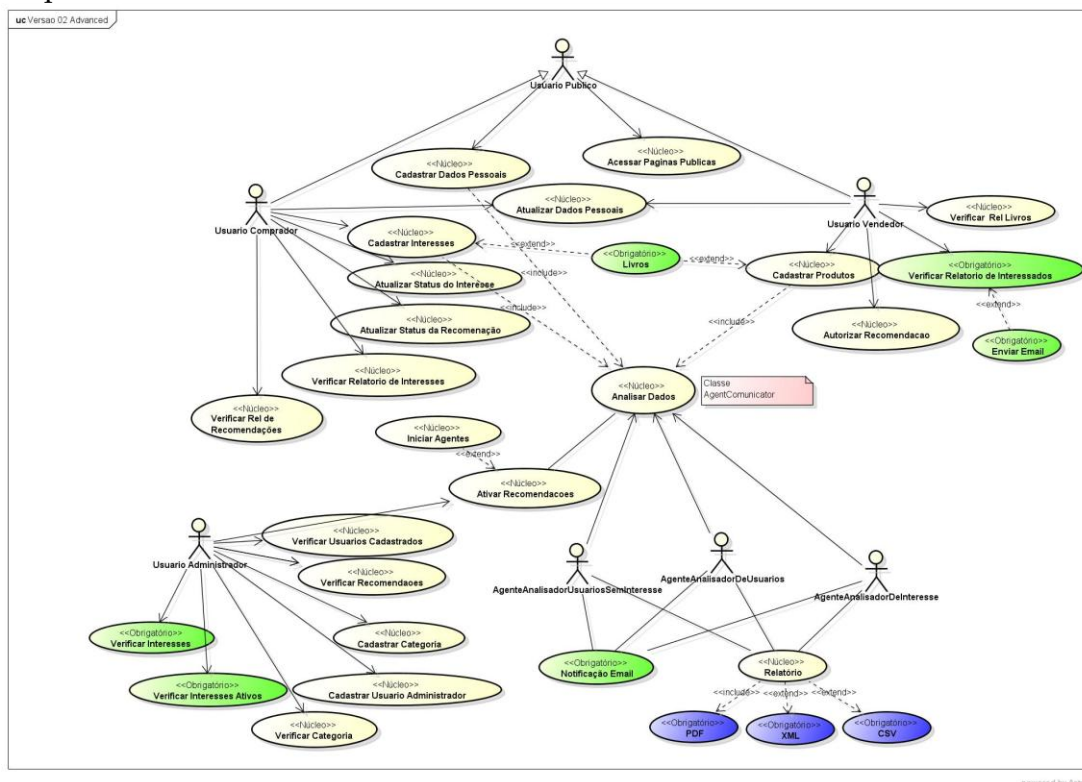 uc Versao 02 Advanced
Usuario Publico
<<Núcleo>>
Cadastrar Dados Pessoais
<<Núcleo>>
Acessar Paginas Publicas
Usuario Comprador
<<Núcleo>>
Atualizar Dados Pessoais
Usuario Vendedor
<<Núcleo>>
Verificar Rel Livros
<<Núcleo>>
Cadastrar Interesses
<<extend>>
<<Obrigatório>>
Livros
<<extend>>
<<Núcleo>>
Cadastrar Produtos
<<Obrigatório>>
Verificar Relatorio de Interessados
<<Núcleo>>
Atualizar Status do Interesse
<<include>>
<<include>>
<<Núcleo>>
Atualizar Status da Recomenação
<<include>>
<<Núcleo>>
Autorizar Recomendacao
<<extend>>
<<Obrigatório>>
Enviar Email
<<Núcleo>>
Verificar Relatorio de Interesses
<<Núcleo>>
Analisar Dados
Classe
AgentComunicator
<<Núcleo>>
Verificar Rel de
Recomendações
<<Núcleo>>
Iniciar Agentes
<<extend>>
<<Núcleo>>
Ativar Recomendacoes
Usuario Administrador
<<Núcleo>>
Verificar Usuarios Cadastrados
<<Núcleo>>
Verificar Recomendaoes
AgenteAnalisadorUsuariosSemInteresse
AgenteAnalisadorDeUsuarios
AgenteAnalisadorDeInteresse
<<Obrigatório>>
Verificar Interesses
<<Núcleo>>
Cadastrar Categoria
<<Obrigatório>>
Verificar Interesses Ativos
<<Núcleo>>
Cadastrar Usuario Administrador
<<Núcleo>>
Verificar Categoria
<<Obrigatório>>
Notificação Email
<<Núcleo>>
Relatório
<<include>>
<<extend>>
<<extend>>
<<Obrigatório>>
PDF
<<Obrigatório>>
XML
<<Obrigatório>>
CSV